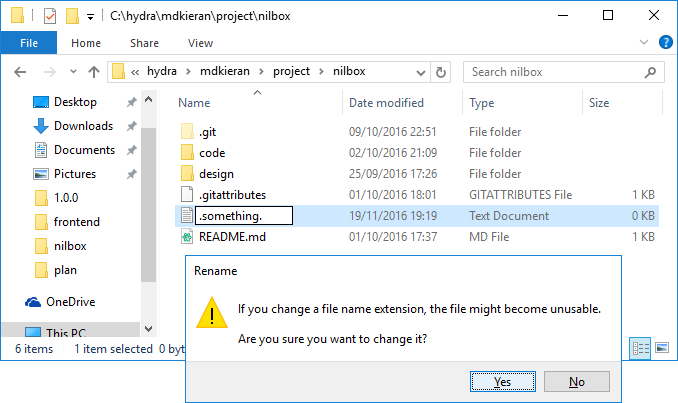 C:\hydra\mdkieran\project\nilbox
File Home Share View
« hydra mdkieran project nilbox Search nilbox
Name Date modified Type Size
Desktop
Downloads
Documents
Pictures
1.0.0
frontend
nilbox
plan
OneDrive
This PC
.git 09/10/2016 22:51 File folder
code 02/10/2016 21:09 File folder
design 25/09/2016 17:26 File folder
.gitattributes 01/10/2016 18:01 GITATTRIBUTES File 1 KB
.something. 19/11/2016 19:19 Text Document 0 KB
README.md 01/10/2016 17:37 MD File 1 KB
6 items 1 item selected 0 byt
Rename
If you change a file name extension, the file might become unusable.
Are you sure you want to change it?
Yes No